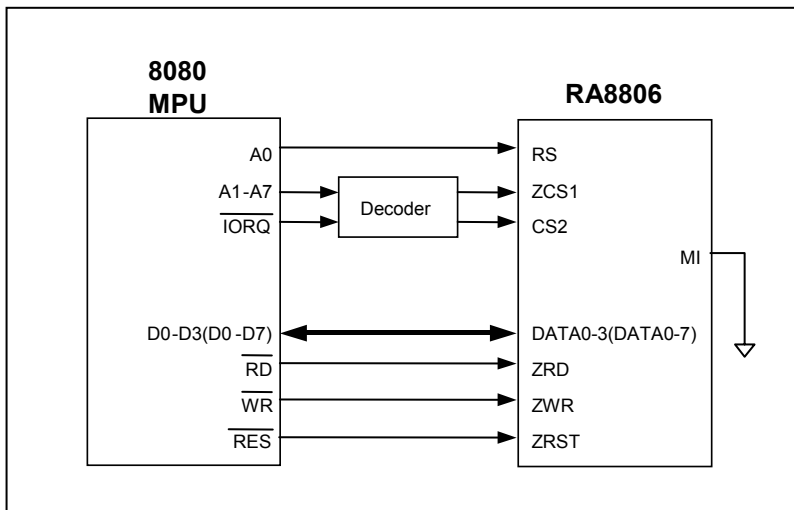 8080
MPU
RA8806
A0
RS
A1-A7
Decoder
ZCS1
IORQ
CS2
MI
D0-D3(D0 -D7)
DATA0-3(DATA0-7)
RD
ZRD
WR
ZWR
RES
ZRST